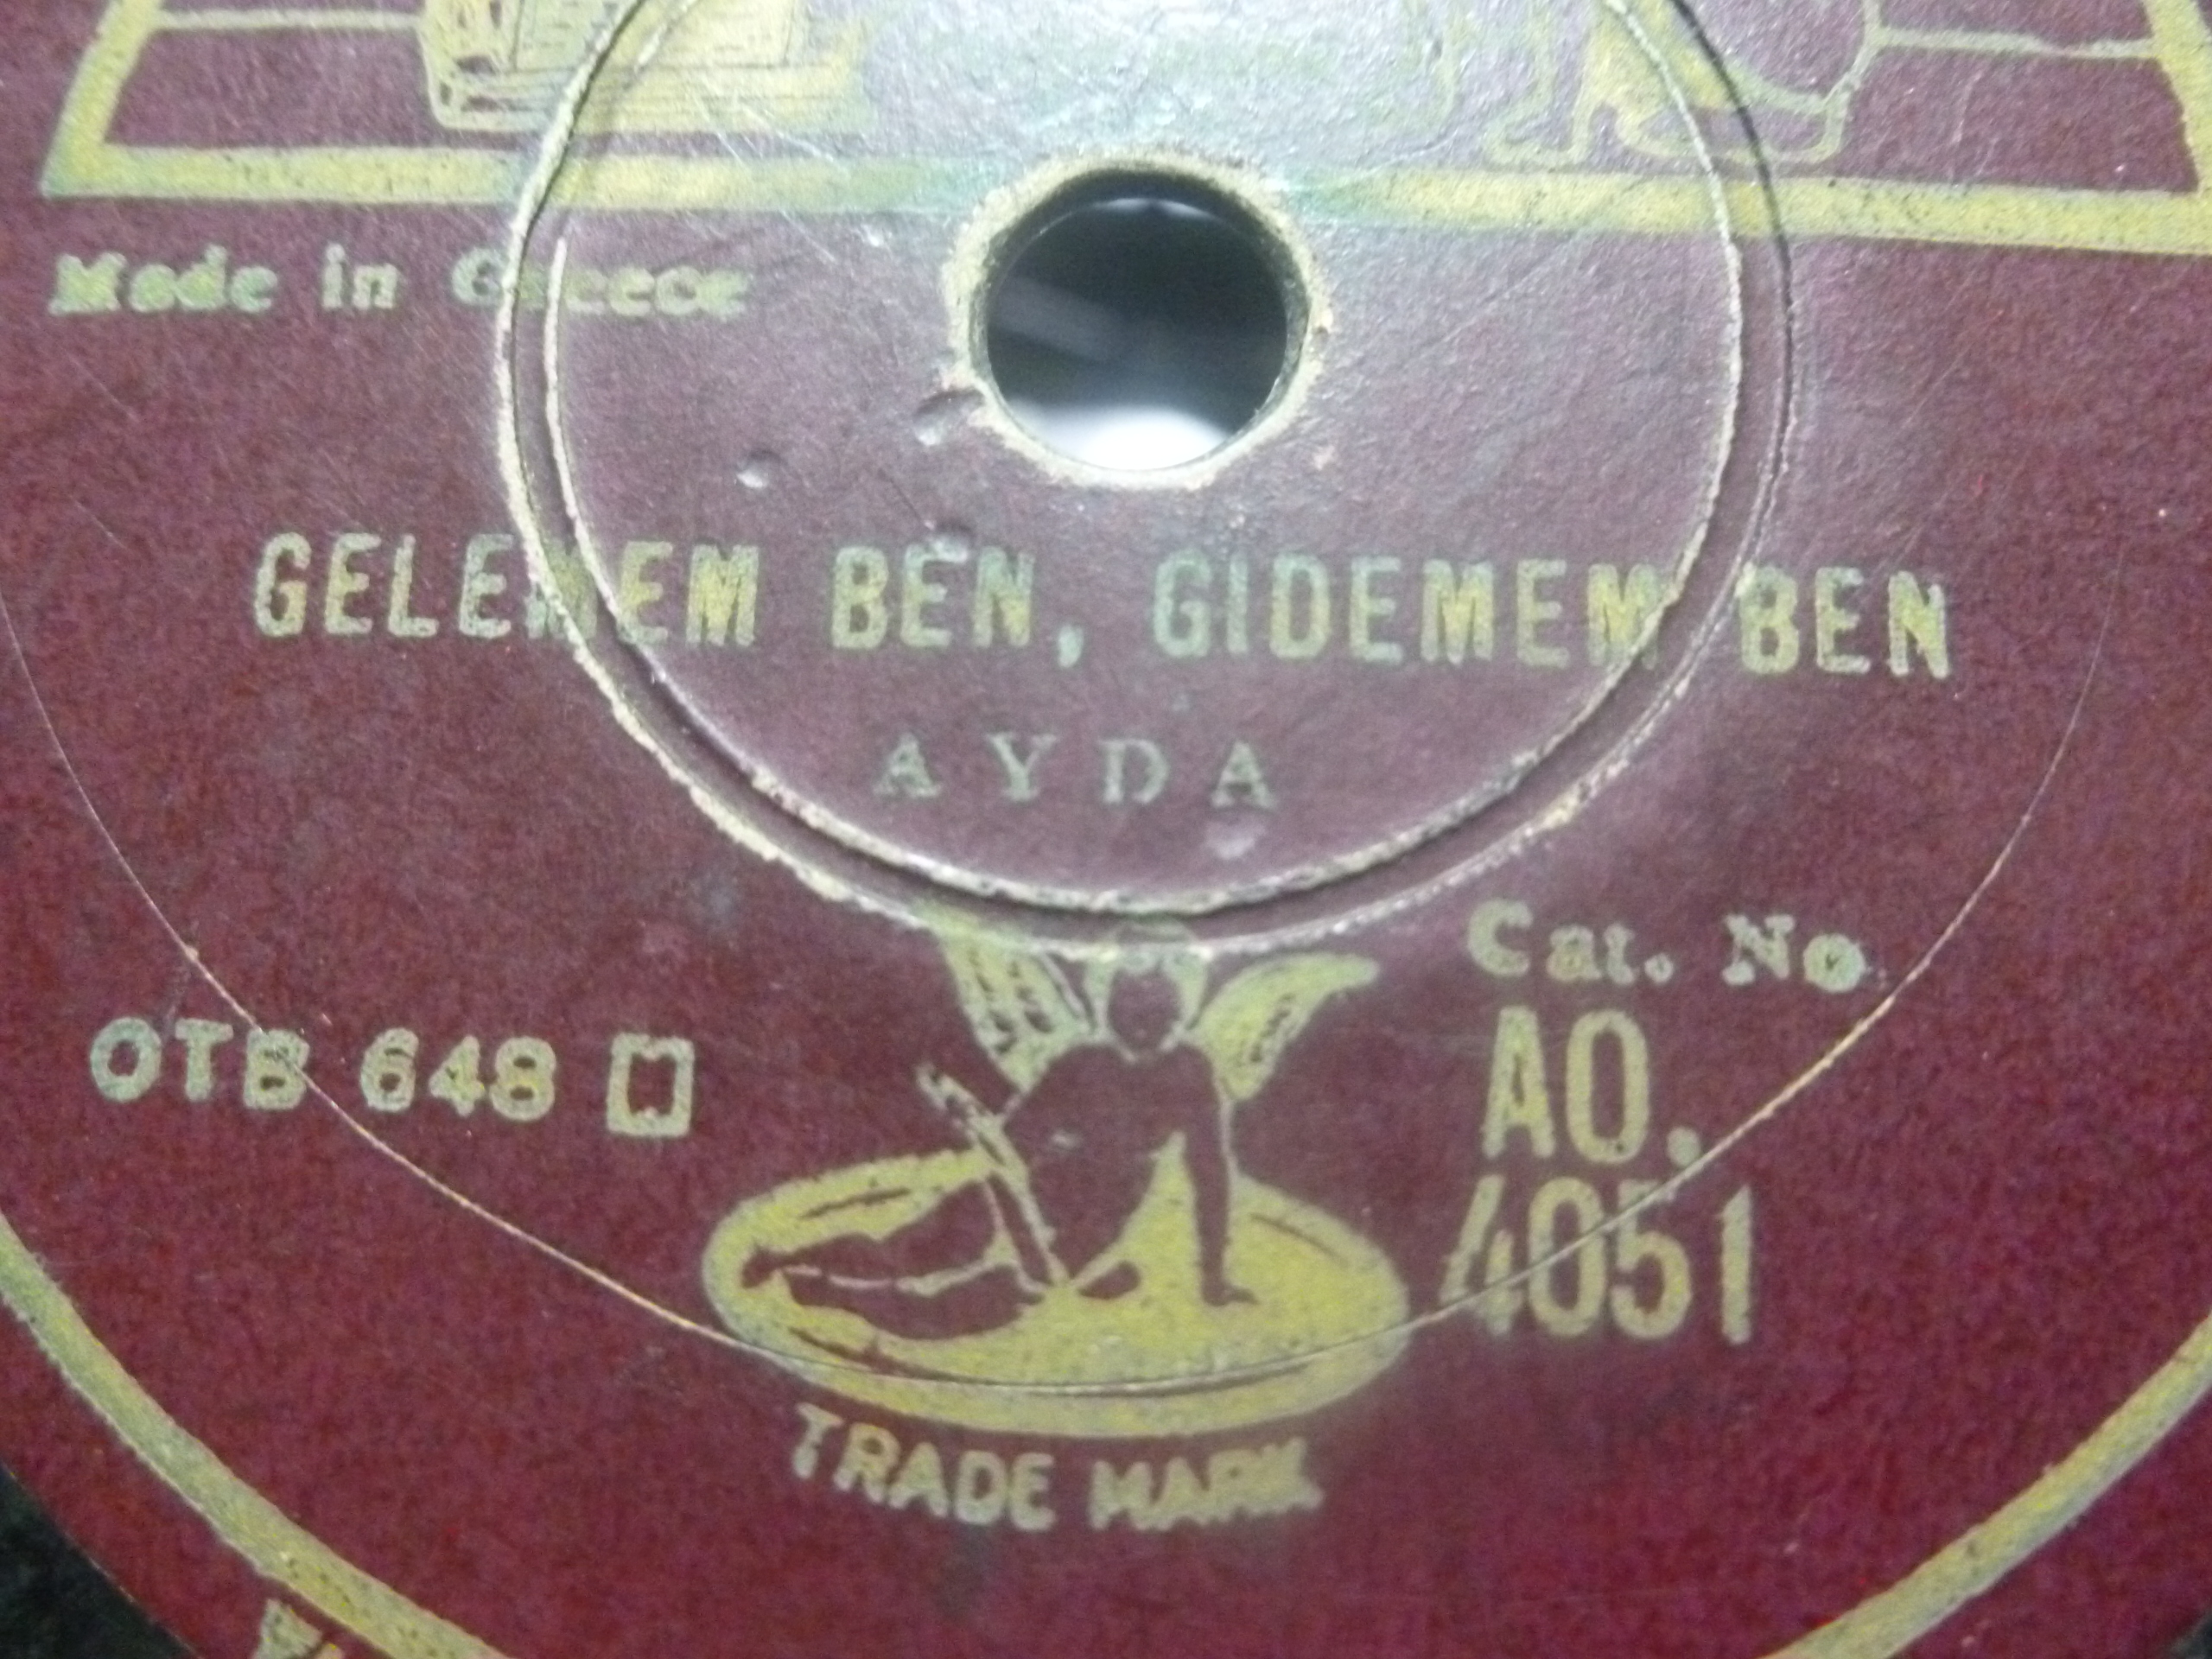 Made in Greece
GELEMEM BEN, GIDEMEM BEN
AYDA
OTB 648
Cat. No
AO.
4051
TRADE MARK